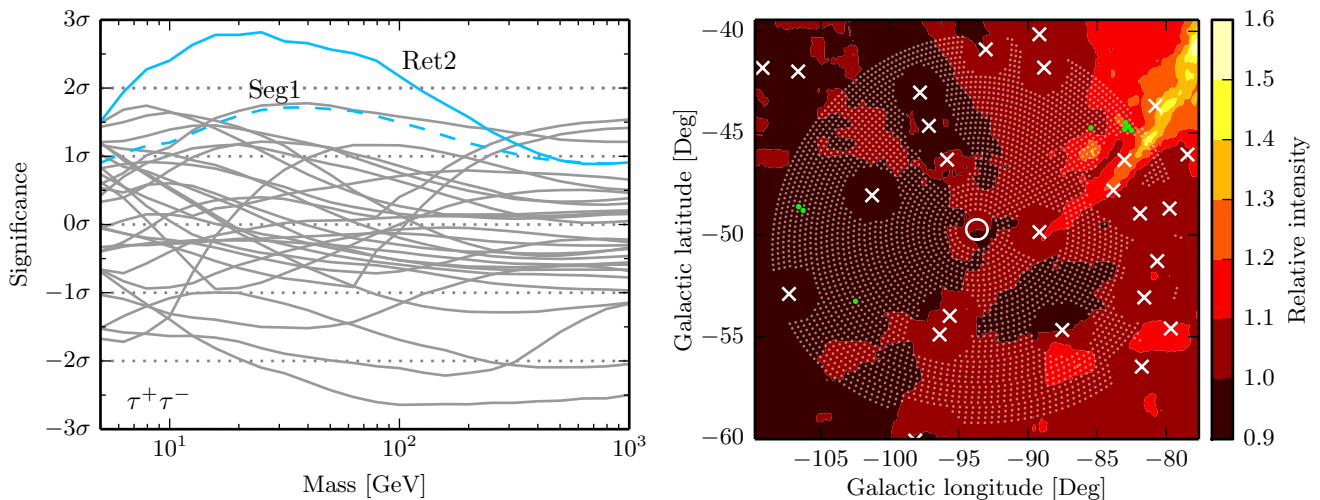 3σ
2σ
1σ
0σ
−1σ
−2σ
−3σ
Significance
Ret2
Seg1
τ⁺τ⁻
10¹
10²
10³
Mass [GeV]
−40
−45
−50
−55
−60
Galactic latitude [Deg]
−105
−100
−95
−90
−85
−80
Galactic longitude [Deg]
1.6
1.5
1.4
1.3
1.2
1.1
1.0
0.9
Relative intensity